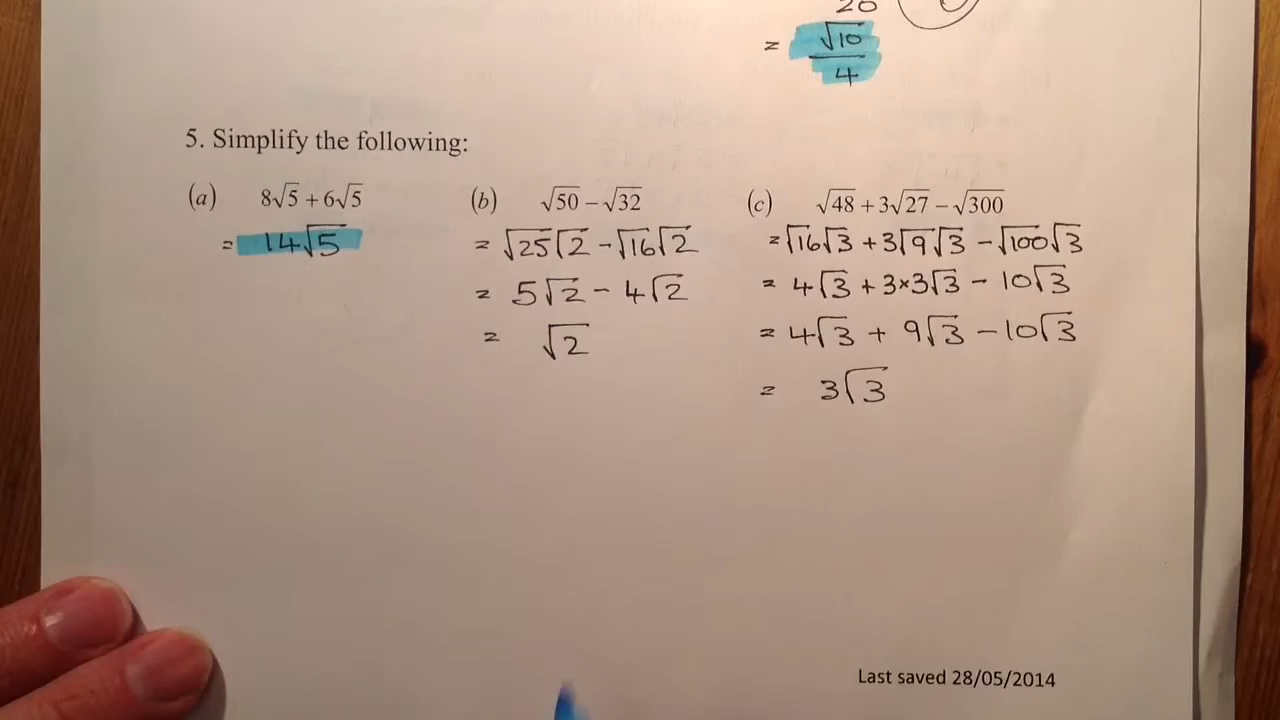 20
= √10
4
5. Simplify the following:
(a) 8√5 + 6√5
= 14√5
(b) √50 − √32
= √25√2 − √16√2
= 5√2 − 4√2
= √2
(c) √48 + 3√27 − √300
= √16√3 + 3√9√3 − √100√3
= 4√3 + 3×3√3 − 10√3
= 4√3 + 9√3 − 10√3
= 3√3
Last saved 28/05/2014